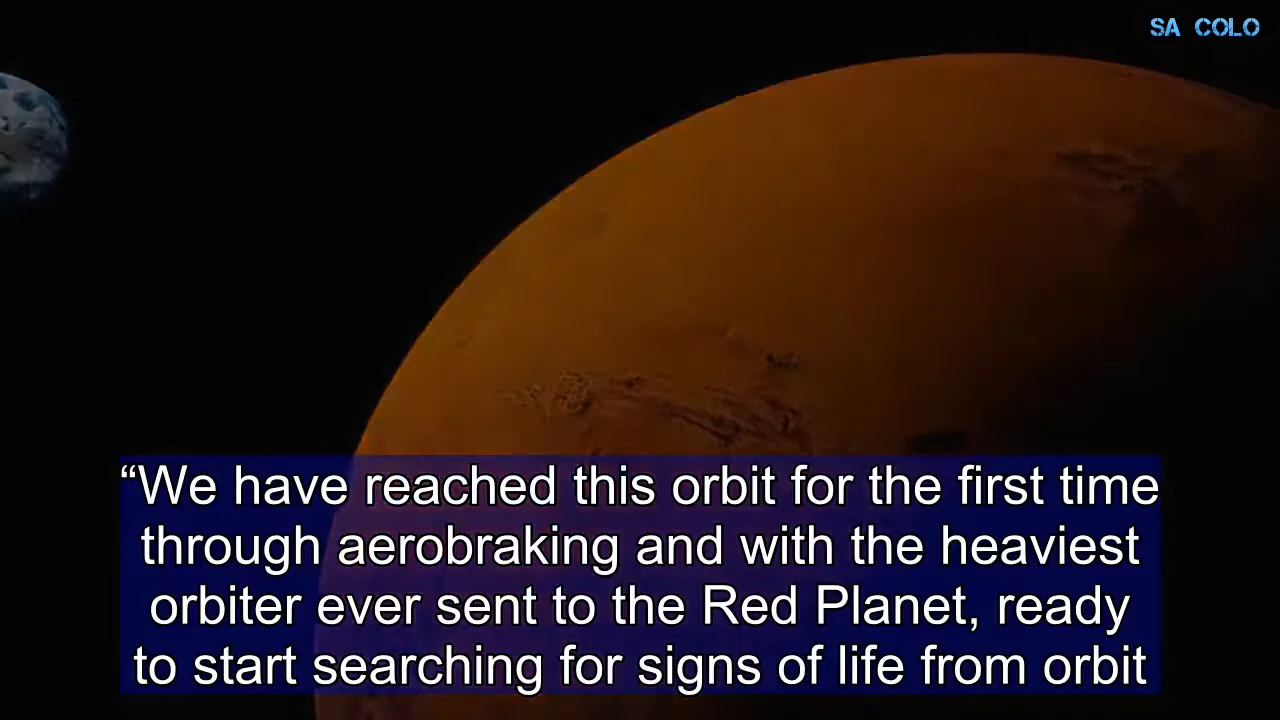 SA COLO
“We have reached this orbit for the first time
through aerobraking and with the heaviest
orbiter ever sent to the Red Planet, ready
to start searching for signs of life from orbit